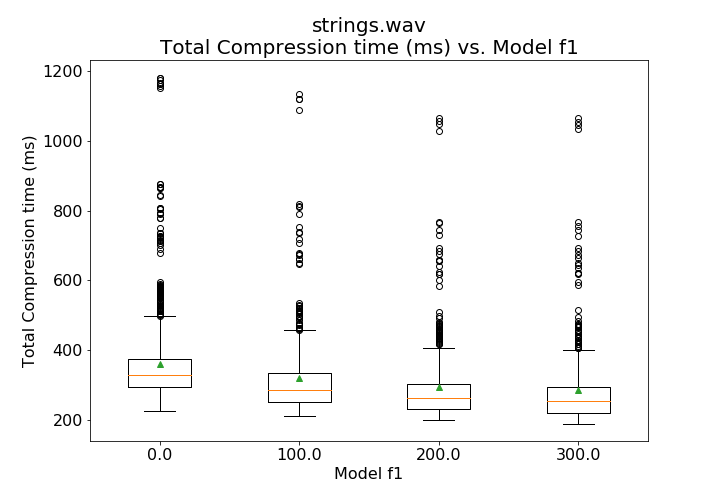 strings.wav
Total Compression time (ms) vs. Model f1
Total Compression time (ms)
1200
1000
800
600
400
200
0.0 100.0 200.0 300.0
Model f1